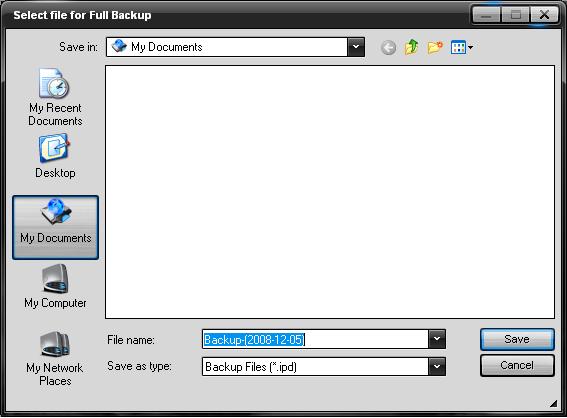 Select file for Full Backup
Save in:
My Documents
My Recent
Documents
Desktop
My Documents
My Computer
My Network
Places
File name:
Backup-(2008-12-05)
Save
Save as type:
Backup Files (*.ipd)
Cancel